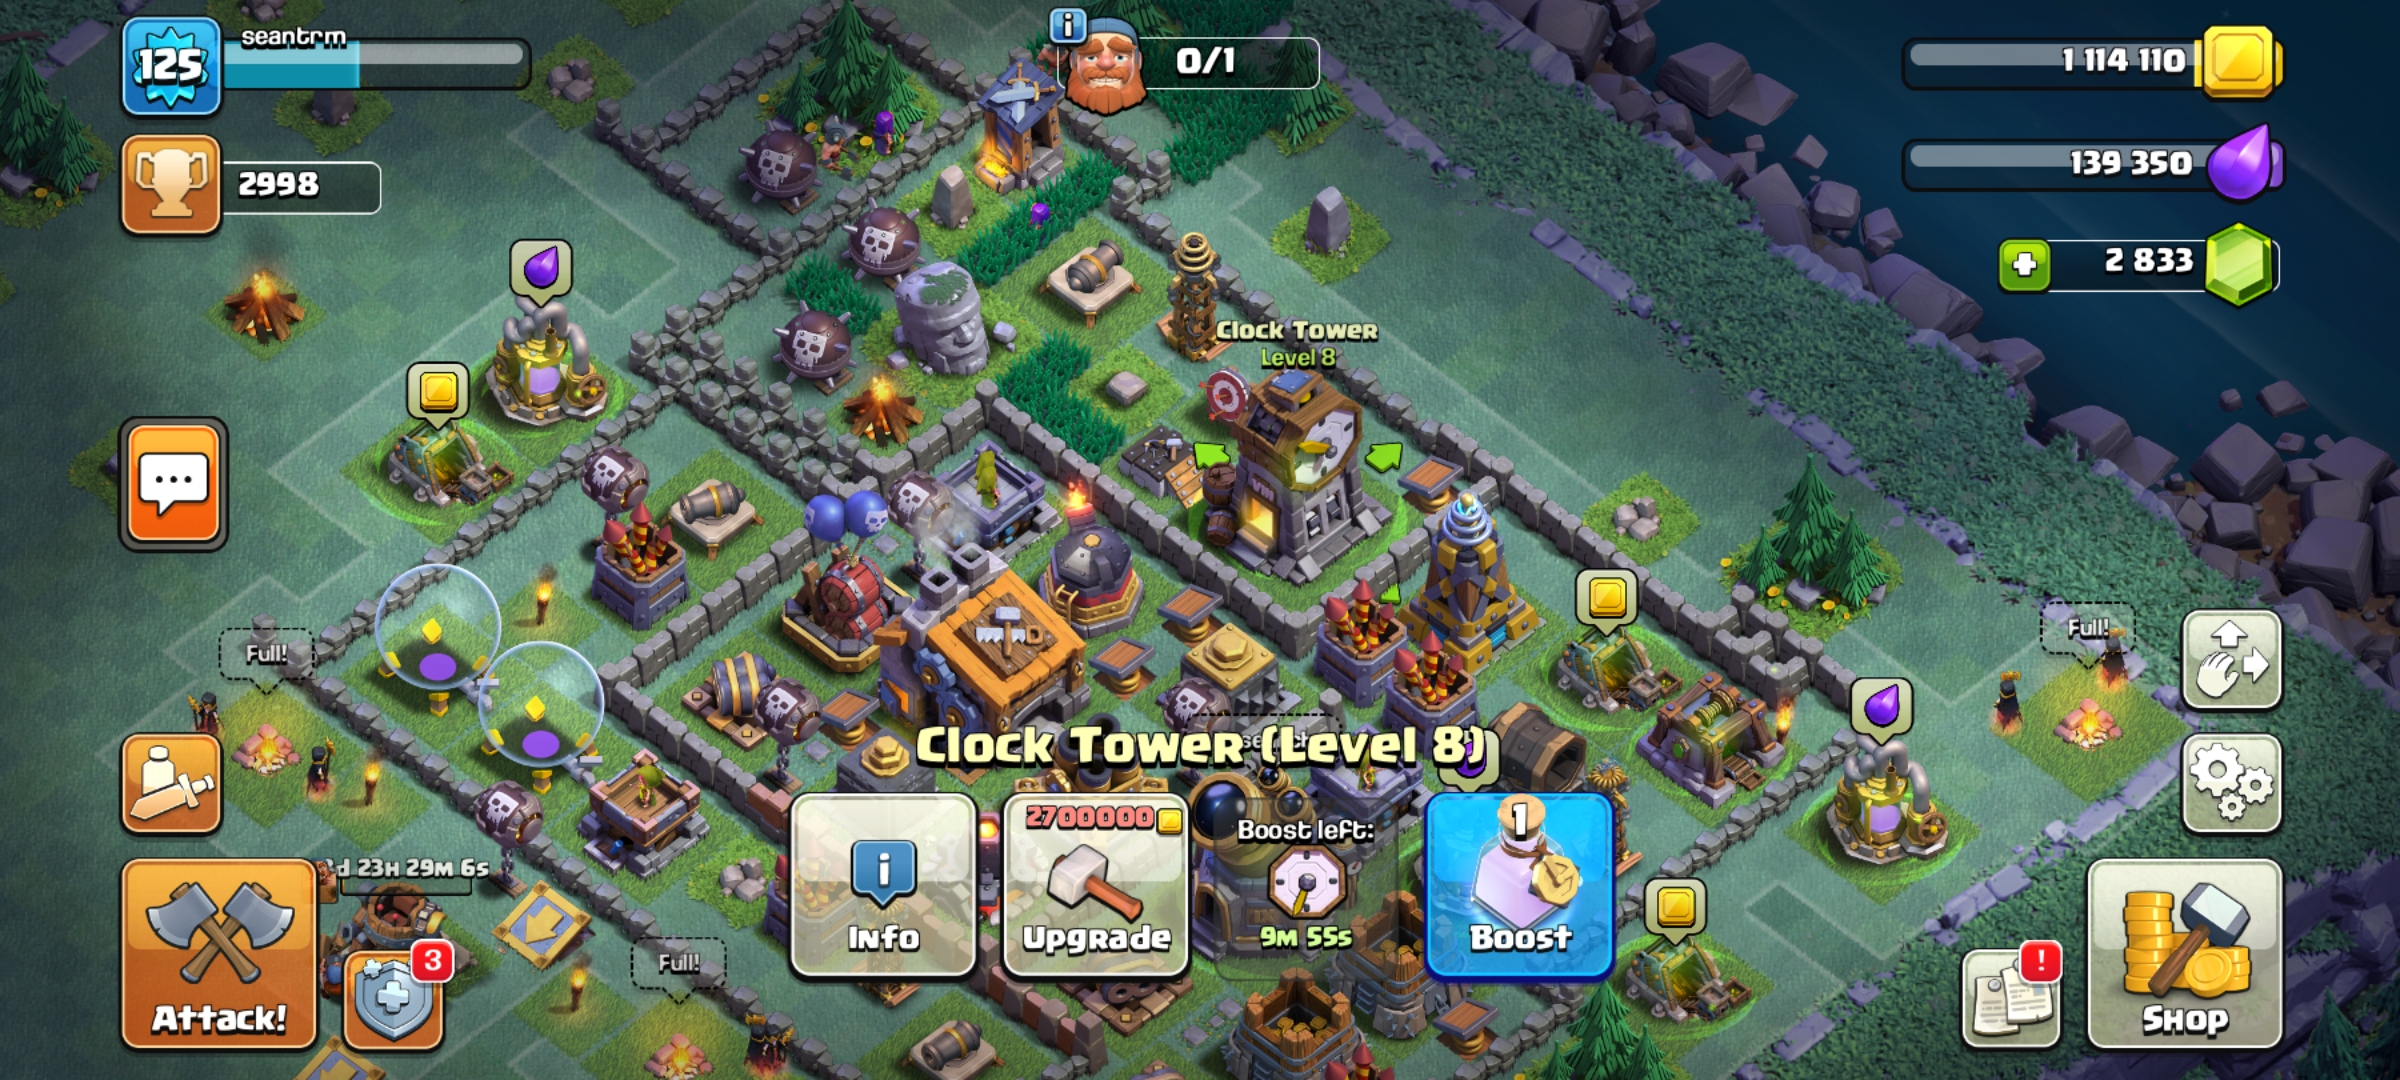 125
seantrm
0/1
1 114 110
2998
139 350
2 833
Clock Tower
Level 8
Full!
Full!
Clock Tower (Level 8)
2700000
Boost left:
1
Info
Upgrade
9m 55s
Boost
d 23h 29m 6s
3
Full!
!
Attack!
Shop